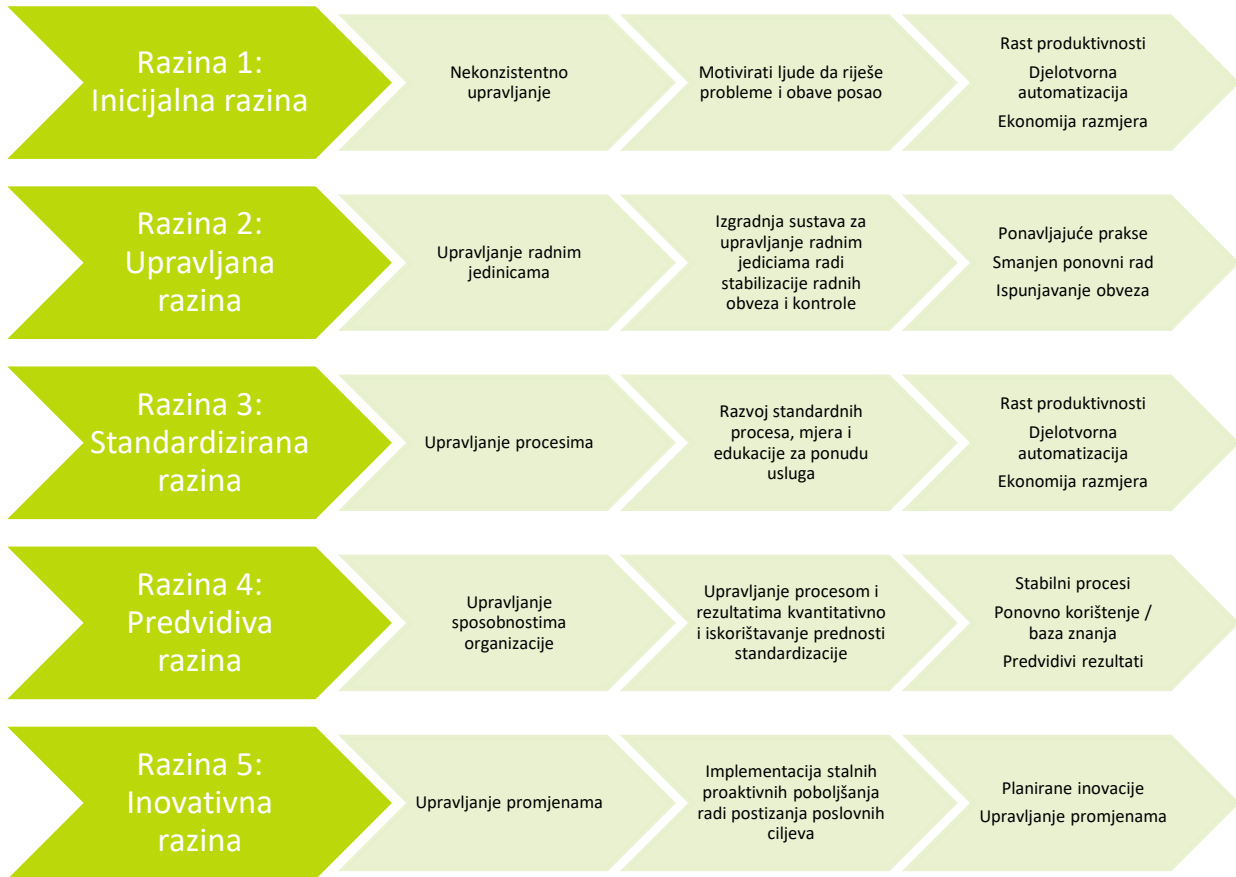 Razina 1:
Inicijalna razina
Nekonzistentno
upravljanje
Motivirati ljude da riješe
probleme i obave posao
Rast produktivnosti
Djelotvorna
automatizacija
Ekonomija razmjera
Razina 2:
Upravljana
razina
Upravljanje radnim
jedinicama
Izgradnja sustava za
upravljanje radnim
jediciama radi
stabilizacije radnih
obveza i kontrole
Ponavljajuće prakse
Smanjen ponovni rad
Ispunjavanje obveza
Razina 3:
Standardizirana
razina
Upravljanje procesima
Razvoj standardnih
procesa, mjera i
edukacije za ponudu
usluga
Rast produktivnosti
Djelotvorna
automatizacija
Ekonomija razmjera
Razina 4:
Predvidiva
razina
Upravljanje
sposobnostima
organizacije
Upravljanje procesom i
rezultatima kvantitativno
i iskorištavanje prednosti
standardizacije
Stabilni procesi
Ponovno korištenje /
baza znanja
Predvidivi rezultati
Razina 5:
Inovativna
razina
Upravljanje promjenama
Implementacija stalnih
proaktivnih poboljšanja
radi postizanja poslovnih
ciljeva
Planirane inovacije
Upravljanje promjenama